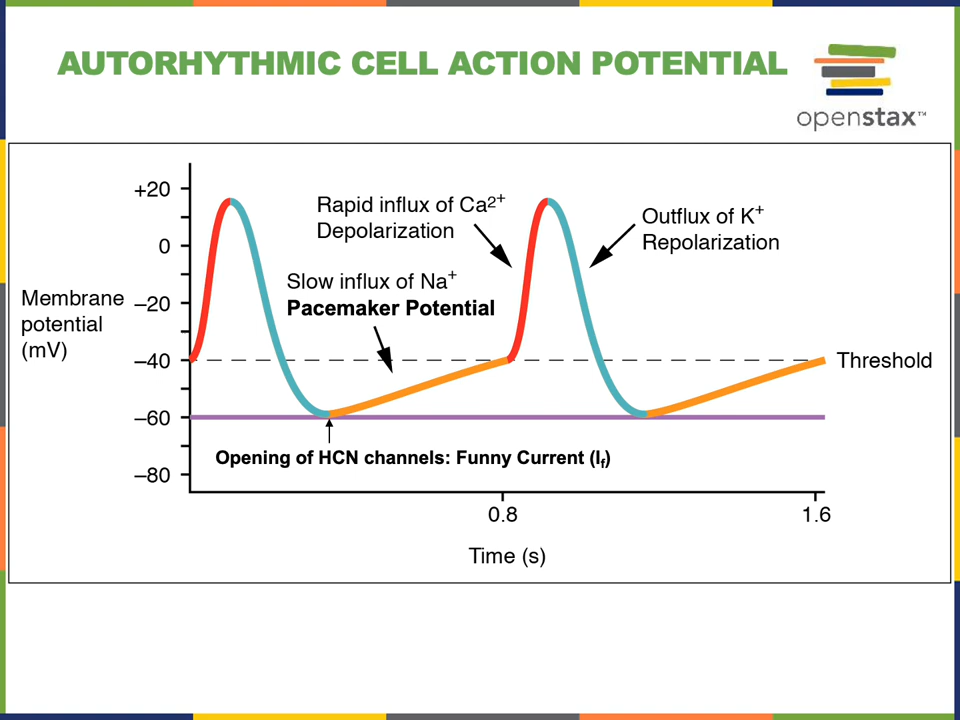 AUTORHYTHMIC CELL ACTION POTENTIAL
openstax™
+20
0
–20
–40
–60
–80
Membrane
potential
(mV)
Rapid influx of Ca²⁺
Depolarization
Outflux of K⁺
Repolarization
Slow influx of Na⁺
Pacemaker Potential
Threshold
Opening of HCN channels: Funny Current (If)
0.8
1.6
Time (s)